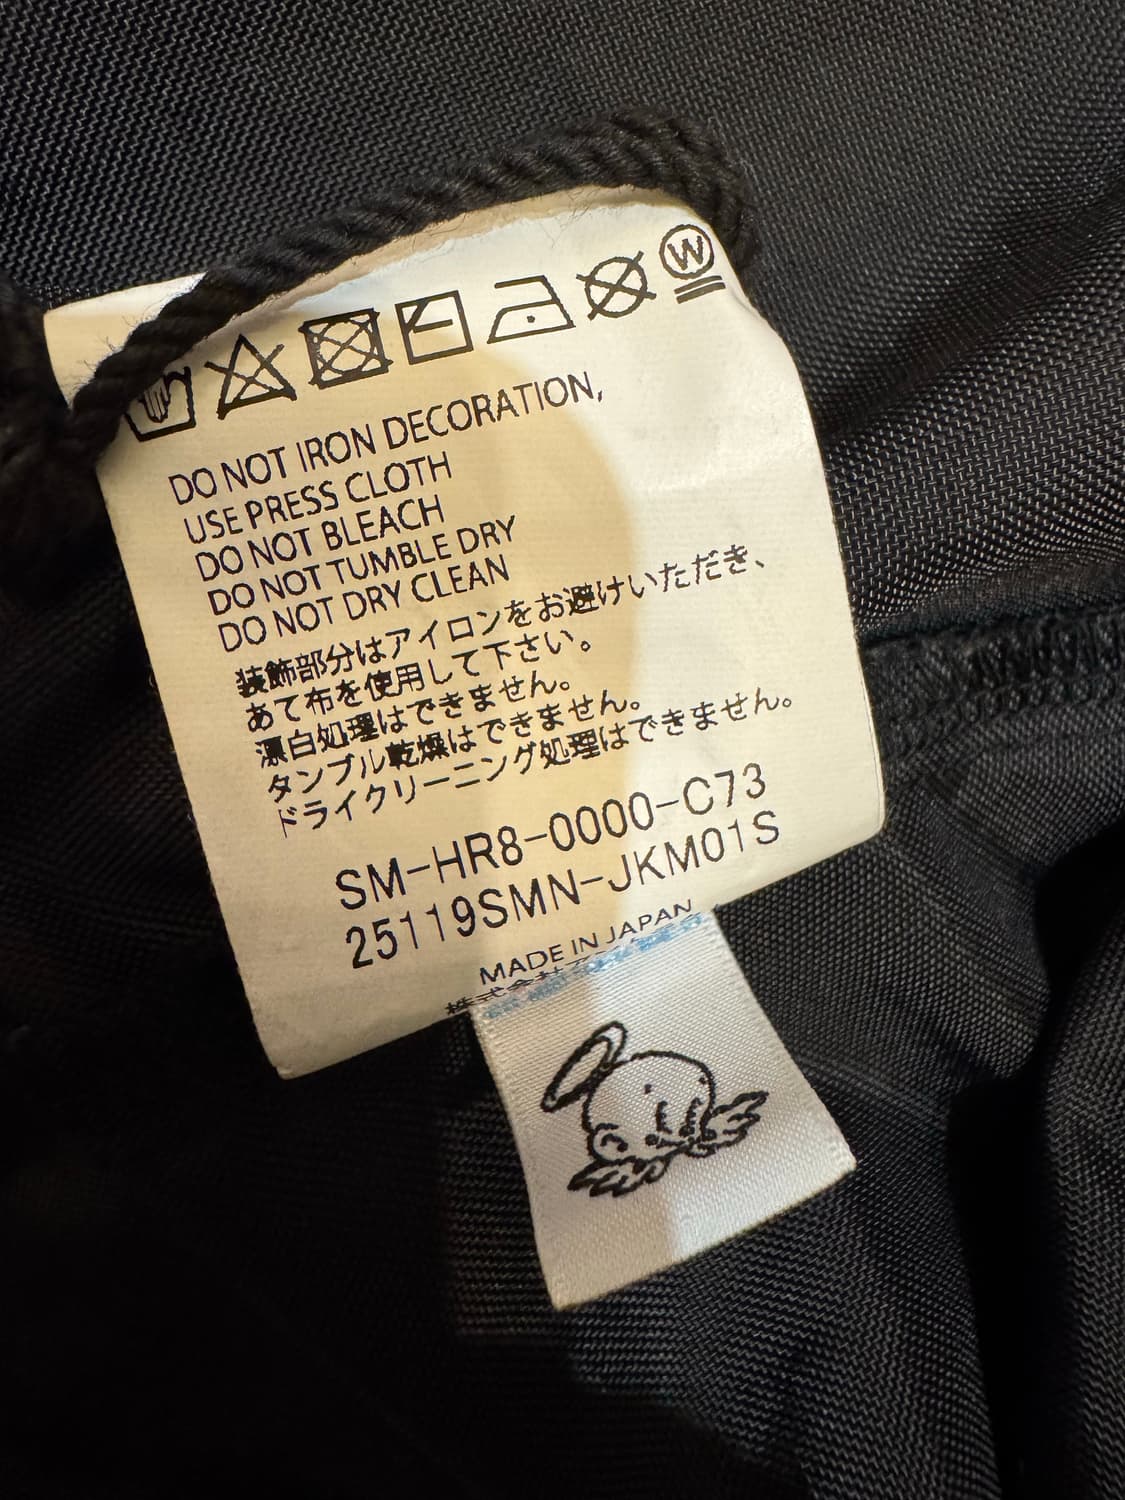 W
DO NOT IRON DECORATION,
USE PRESS CLOTH
DO NOT BLEACH
DO NOT TUMBLE DRY
DO NOT DRY CLEAN
装飾部分はアイロンをお避けいただき、
あて布を使用して下さい。
漂白処理はできません。
タンブル乾燥はできません。
ドライクリーニング処理はできません。
SM-HR8-0000-C73
25119SMN-JKM01S
MADE IN JAPAN
株式会社